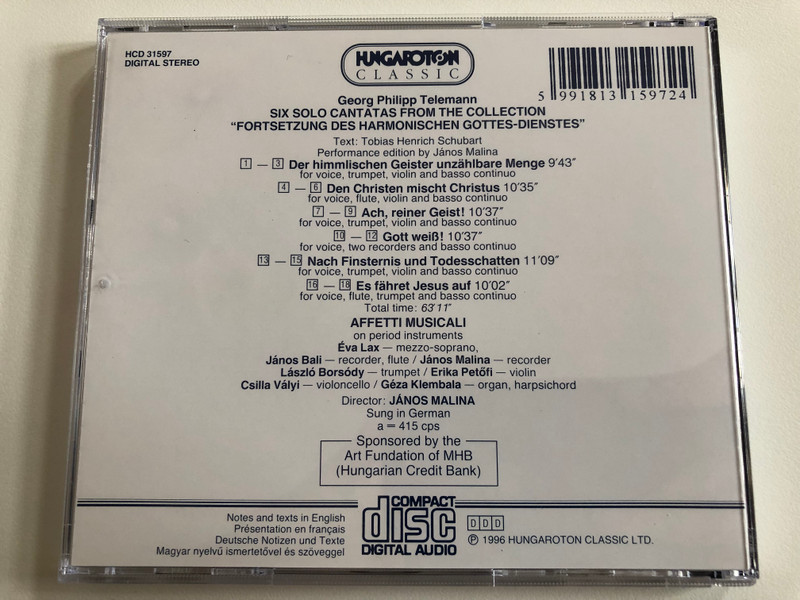 HCD 31597
DIGITAL STEREO
HUNGAROTON
CLASSIC
5 991813 159724
Georg Philipp Telemann
SIX SOLO CANTATAS FROM THE COLLECTION
“FORTSETZUNG DES HARMONISCHEN GOTTES-DIENSTES”
Text: Tobias Henrich Schubart
Performance edition by János Malina
1 — 3 Der himmlischen Geister unzählbare Menge 9’43”
for voice, trumpet, violin and basso continuo
4 — 6 Den Christen mischt Christus 10’35”
for voice, flute, violin and basso continuo
7 — 9 Ach, reiner Geist! 10’37”
for voice, trumpet, violin and basso continuo
10 — 12 Gott weiß! 10’37”
for voice, two recorders and basso continuo
13 — 15 Nach Finsternis und Todesschatten 11’09”
for voice, trumpet, violin and basso continuo
16 — 18 Es fähret Jesus auf 10’02”
for voice, flute, trumpet and basso continuo
Total time: 63’11”
AFFETTI MUSICALI
on period instruments
Éva Lax — mezzo-soprano,
János Bali — recorder, flute / János Malina — recorder
László Borsódy — trumpet / Erika Petőfi — violin
Csilla Vályi — violoncello / Géza Klembala — organ, harpsichord
Director: JÁNOS MALINA
Sung in German
a = 415 cps
Sponsored by the
Art Fundation of MHB
(Hungarian Credit Bank)
Notes and texts in English
Présentation en français
Deutsche Notizen und Texte
Magyar nyelvű ismertetővel és szöveggel
COMPACT
disc
DIGITAL AUDIO
DDD
℗ 1996 HUNGAROTON CLASSIC LTD.